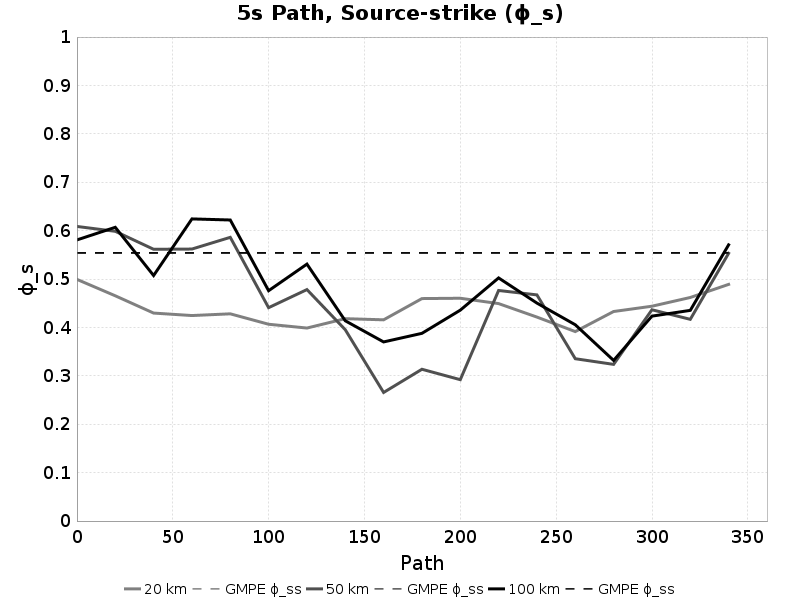 5s Path, Source-strike (ϕ_s)
1
0.9
0.8
0.7
0.6
0.5
0.4
0.3
0.2
0.1
0
ϕ_s
0 50 100 150 200 250 300 350
Path
20 km GMPE ϕ_ss 50 km GMPE ϕ_ss 100 km GMPE ϕ_ss